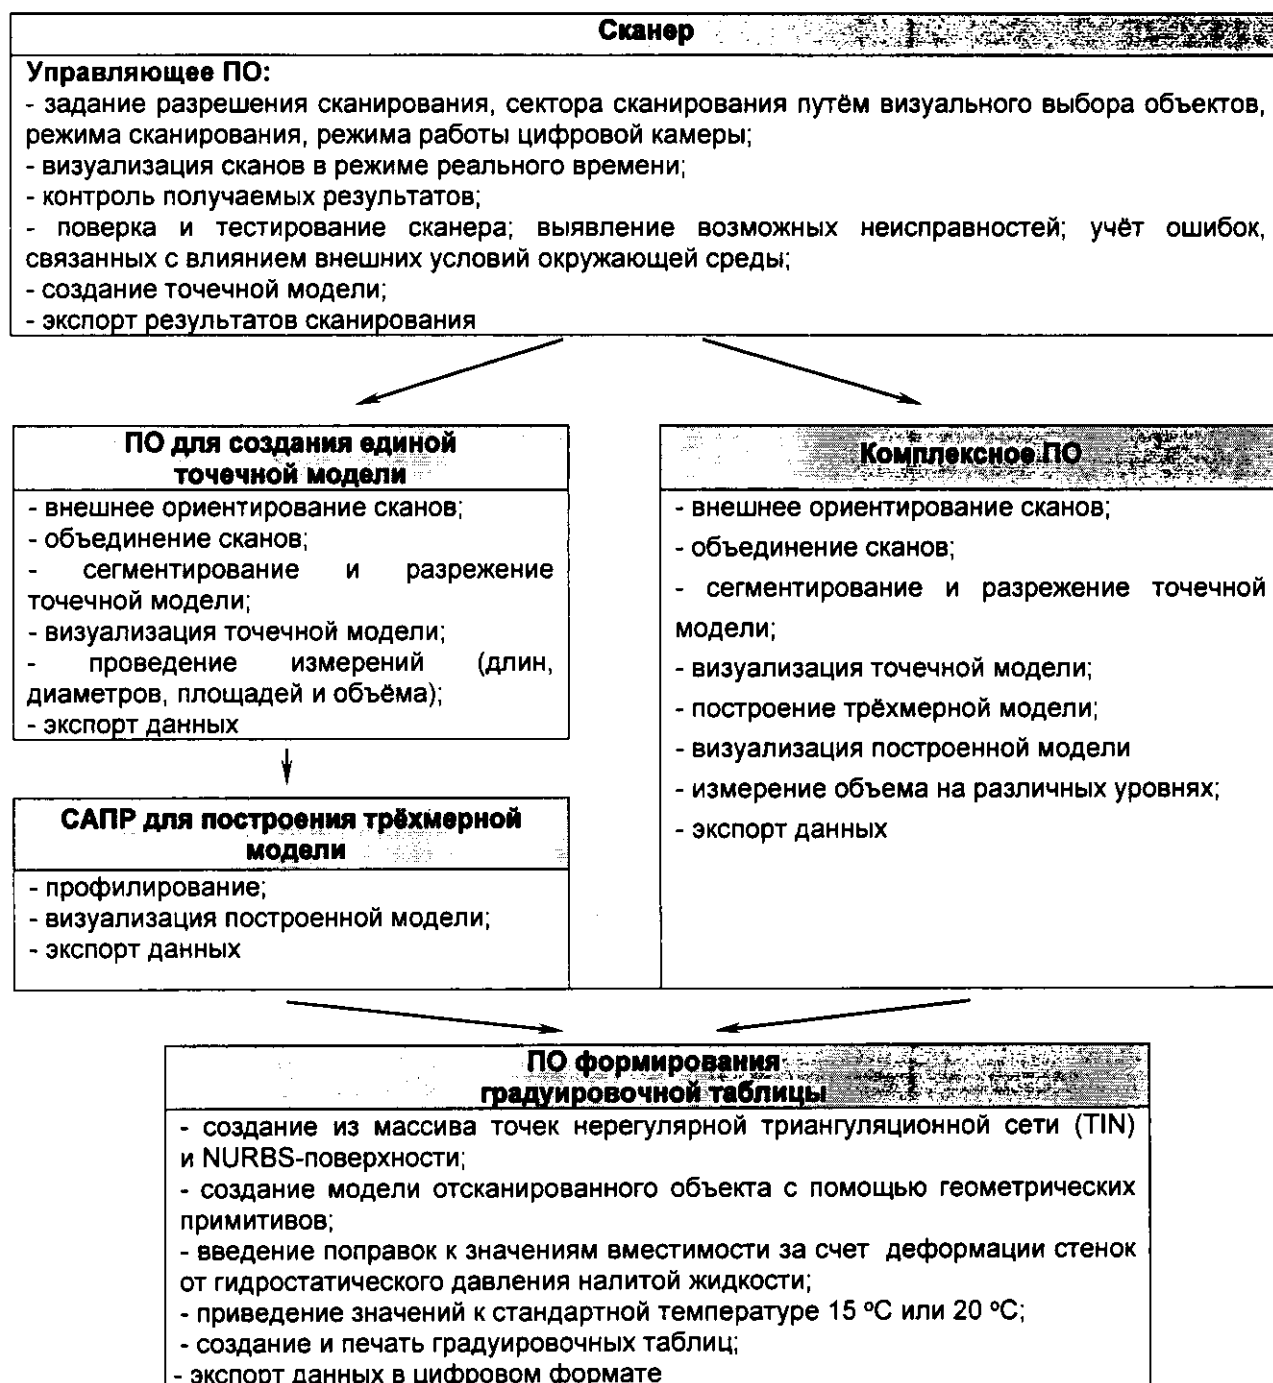 Сканер
Управляющее ПО:
- задание разрешения сканирования, сектора сканирования путём визуального выбора объектов,
режима сканирования, режима работы цифровой камеры;
- визуализация сканов в режиме реального времени;
- контроль получаемых результатов;
- поверка и тестирование сканера; выявление возможных неисправностей; учёт ошибок,
связанных с влиянием внешних условий окружающей среды;
- создание точечной модели;
- экспорт результатов сканирования
ПО для создания единой
точечной модели
- внешнее ориентирование сканов;
- объединение сканов;
- сегментирование и разрежение
точечной модели;
- визуализация точечной модели;
- проведение измерений (длин,
диаметров, площадей и объёма);
- экспорт данных
САПР для построения трёхмерной
модели
- профилирование;
- визуализация построенной модели;
- экспорт данных
Комплексное ПО
- внешнее ориентирование сканов;
- объединение сканов;
- сегментирование и разрежение точечной
модели;
- визуализация точечной модели;
- построение трёхмерной модели;
- визуализация построенной модели
- измерение объема на различных уровнях;
- экспорт данных
ПО формирования
градуировочной таблицы
- создание из массива точек нерегулярной триангуляционной сети (TIN)
и NURBS-поверхности;
- создание модели отсканированного объекта с помощью геометрических
примитивов;
- введение поправок к значениям вместимости за счет деформации стенок
от гидростатического давления налитой жидкости;
- приведение значений к стандартной температуре 15 °C или 20 °C;
- создание и печать градуировочных таблиц;
- экспорт данных в цифровом формате